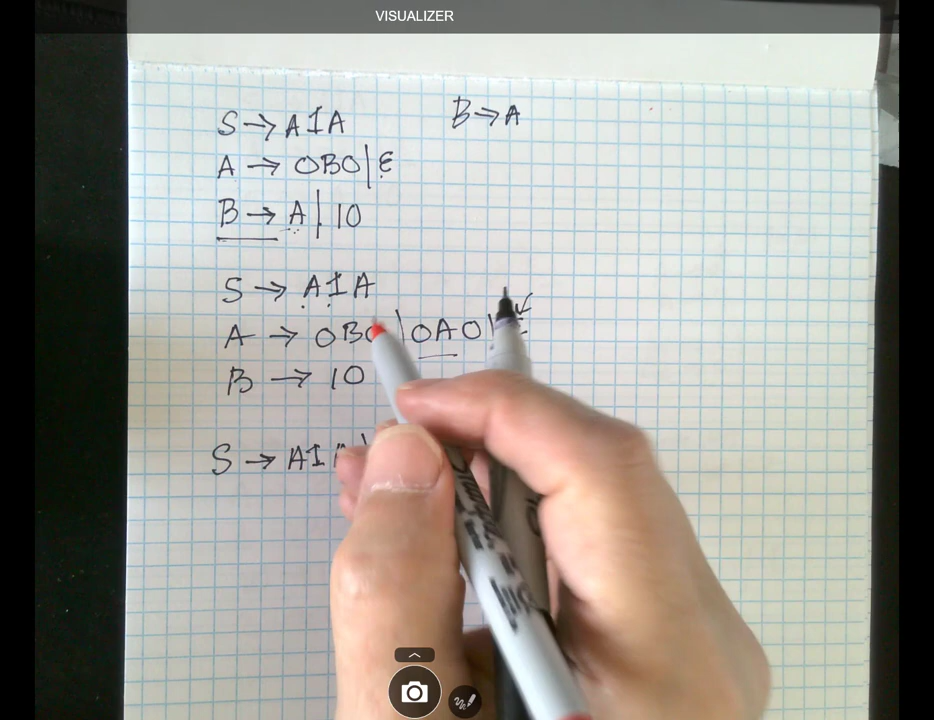 VISUALIZER
S → A1A
B → A
A → 0B0 | ε
B → A | 10
S → A1A
A → 0B0 | 0A0 |
B → 10
S → A1A |